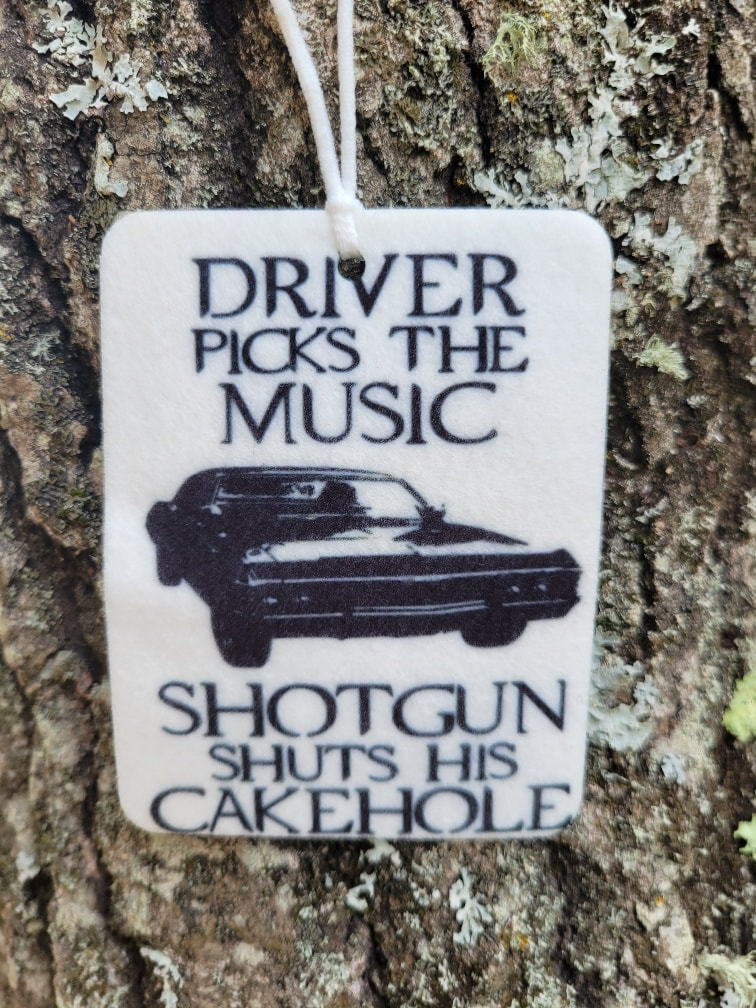 DRIVER
PICKS THE
MUSIC
SHOTGUN
SHUTS HIS
CAKEHOLE